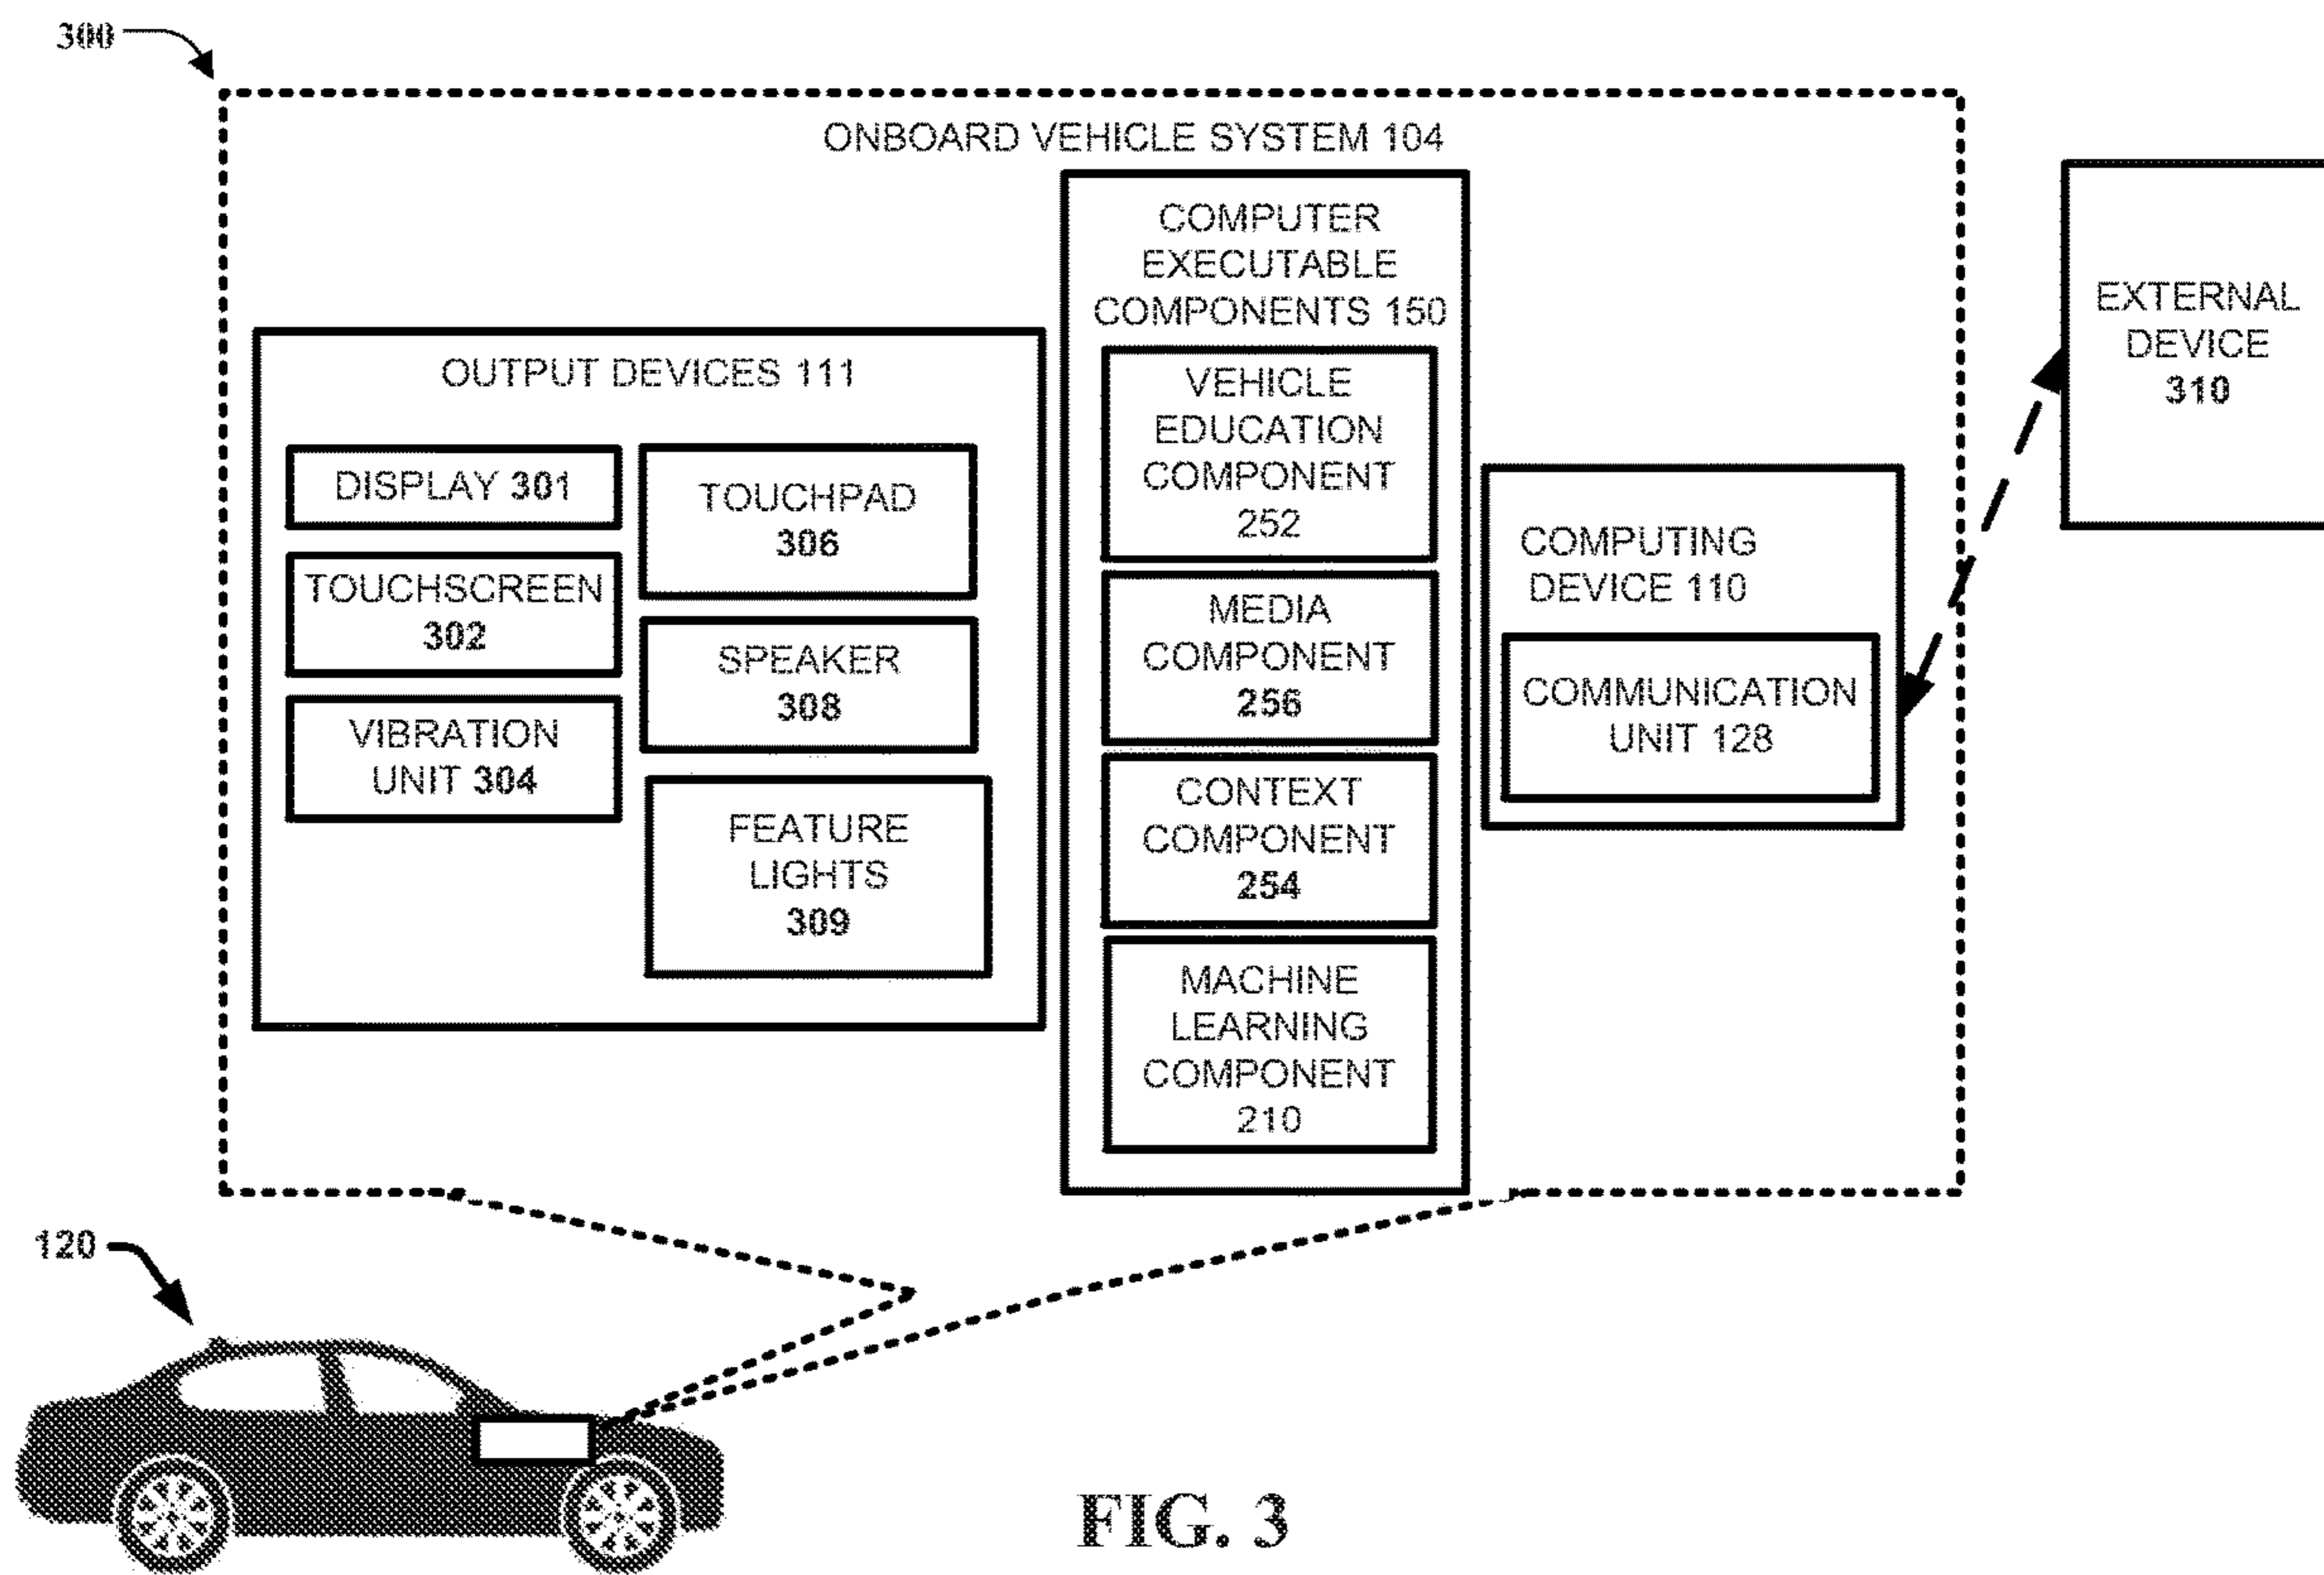 300
ONBOARD VEHICLE SYSTEM 104
OUTPUT DEVICES 111
DISPLAY 301
TOUCHSCREEN
302
VIBRATION
UNIT 304
TOUCHPAD
306
SPEAKER
308
FEATURE
LIGHTS
309
COMPUTER
EXECUTABLE
COMPONENTS 150
VEHICLE
EDUCATION
COMPONENT
252
MEDIA
COMPONENT
256
CONTEXT
COMPONENT
254
MACHINE
LEARNING
COMPONENT
210
COMPUTING
DEVICE 110
COMMUNICATION
UNIT 128
EXTERNAL
DEVICE
310
120
FIG. 3